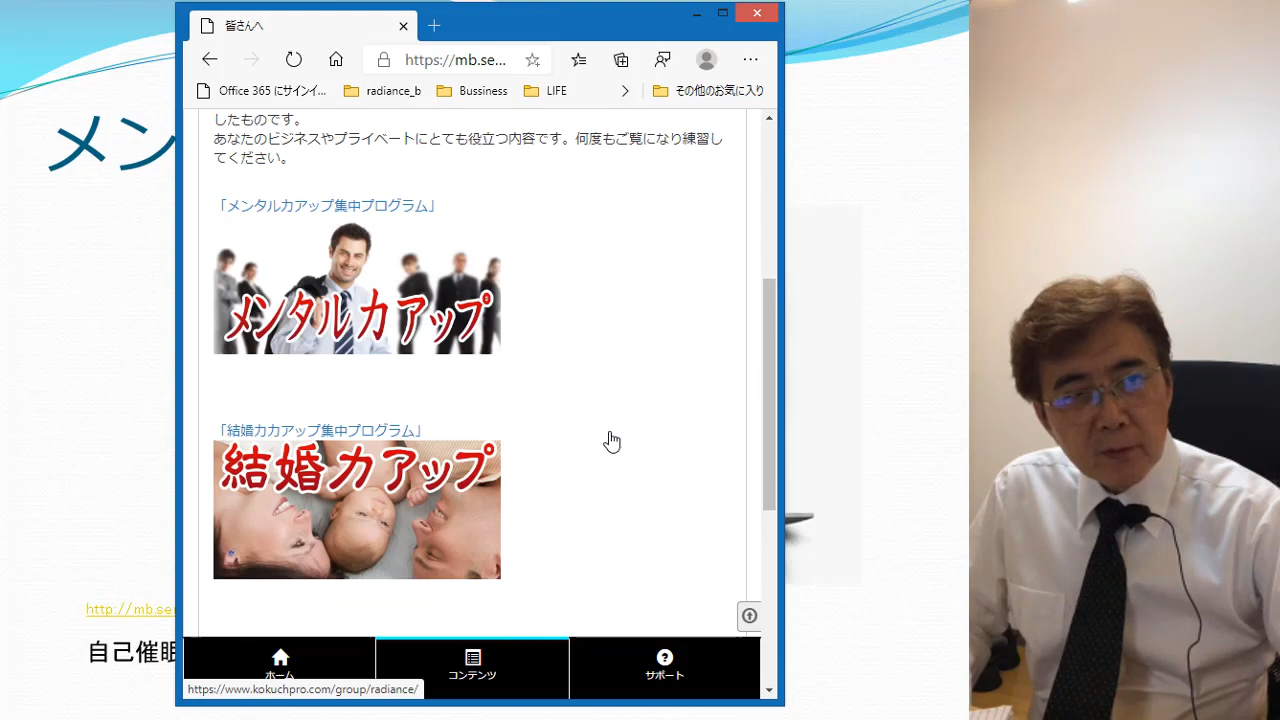 皆さんへ
https://mb.se...
Office 365 にサインイ...
radiance_b
Bussiness
LIFE
その他のお気に入り
メン
したものです。
あなたのビジネスやプライベートにとても役立つ内容です。何度もご覧になり練習し
てください。
「メンタル力アップ集中プログラム」
メンタル力アップ
「結婚力力アップ集中プログラム」
結婚力アップ
http://mb.se
自己催眠
ホーム
コンテンツ
サポート
https://www.kokuchpro.com/group/radiance/